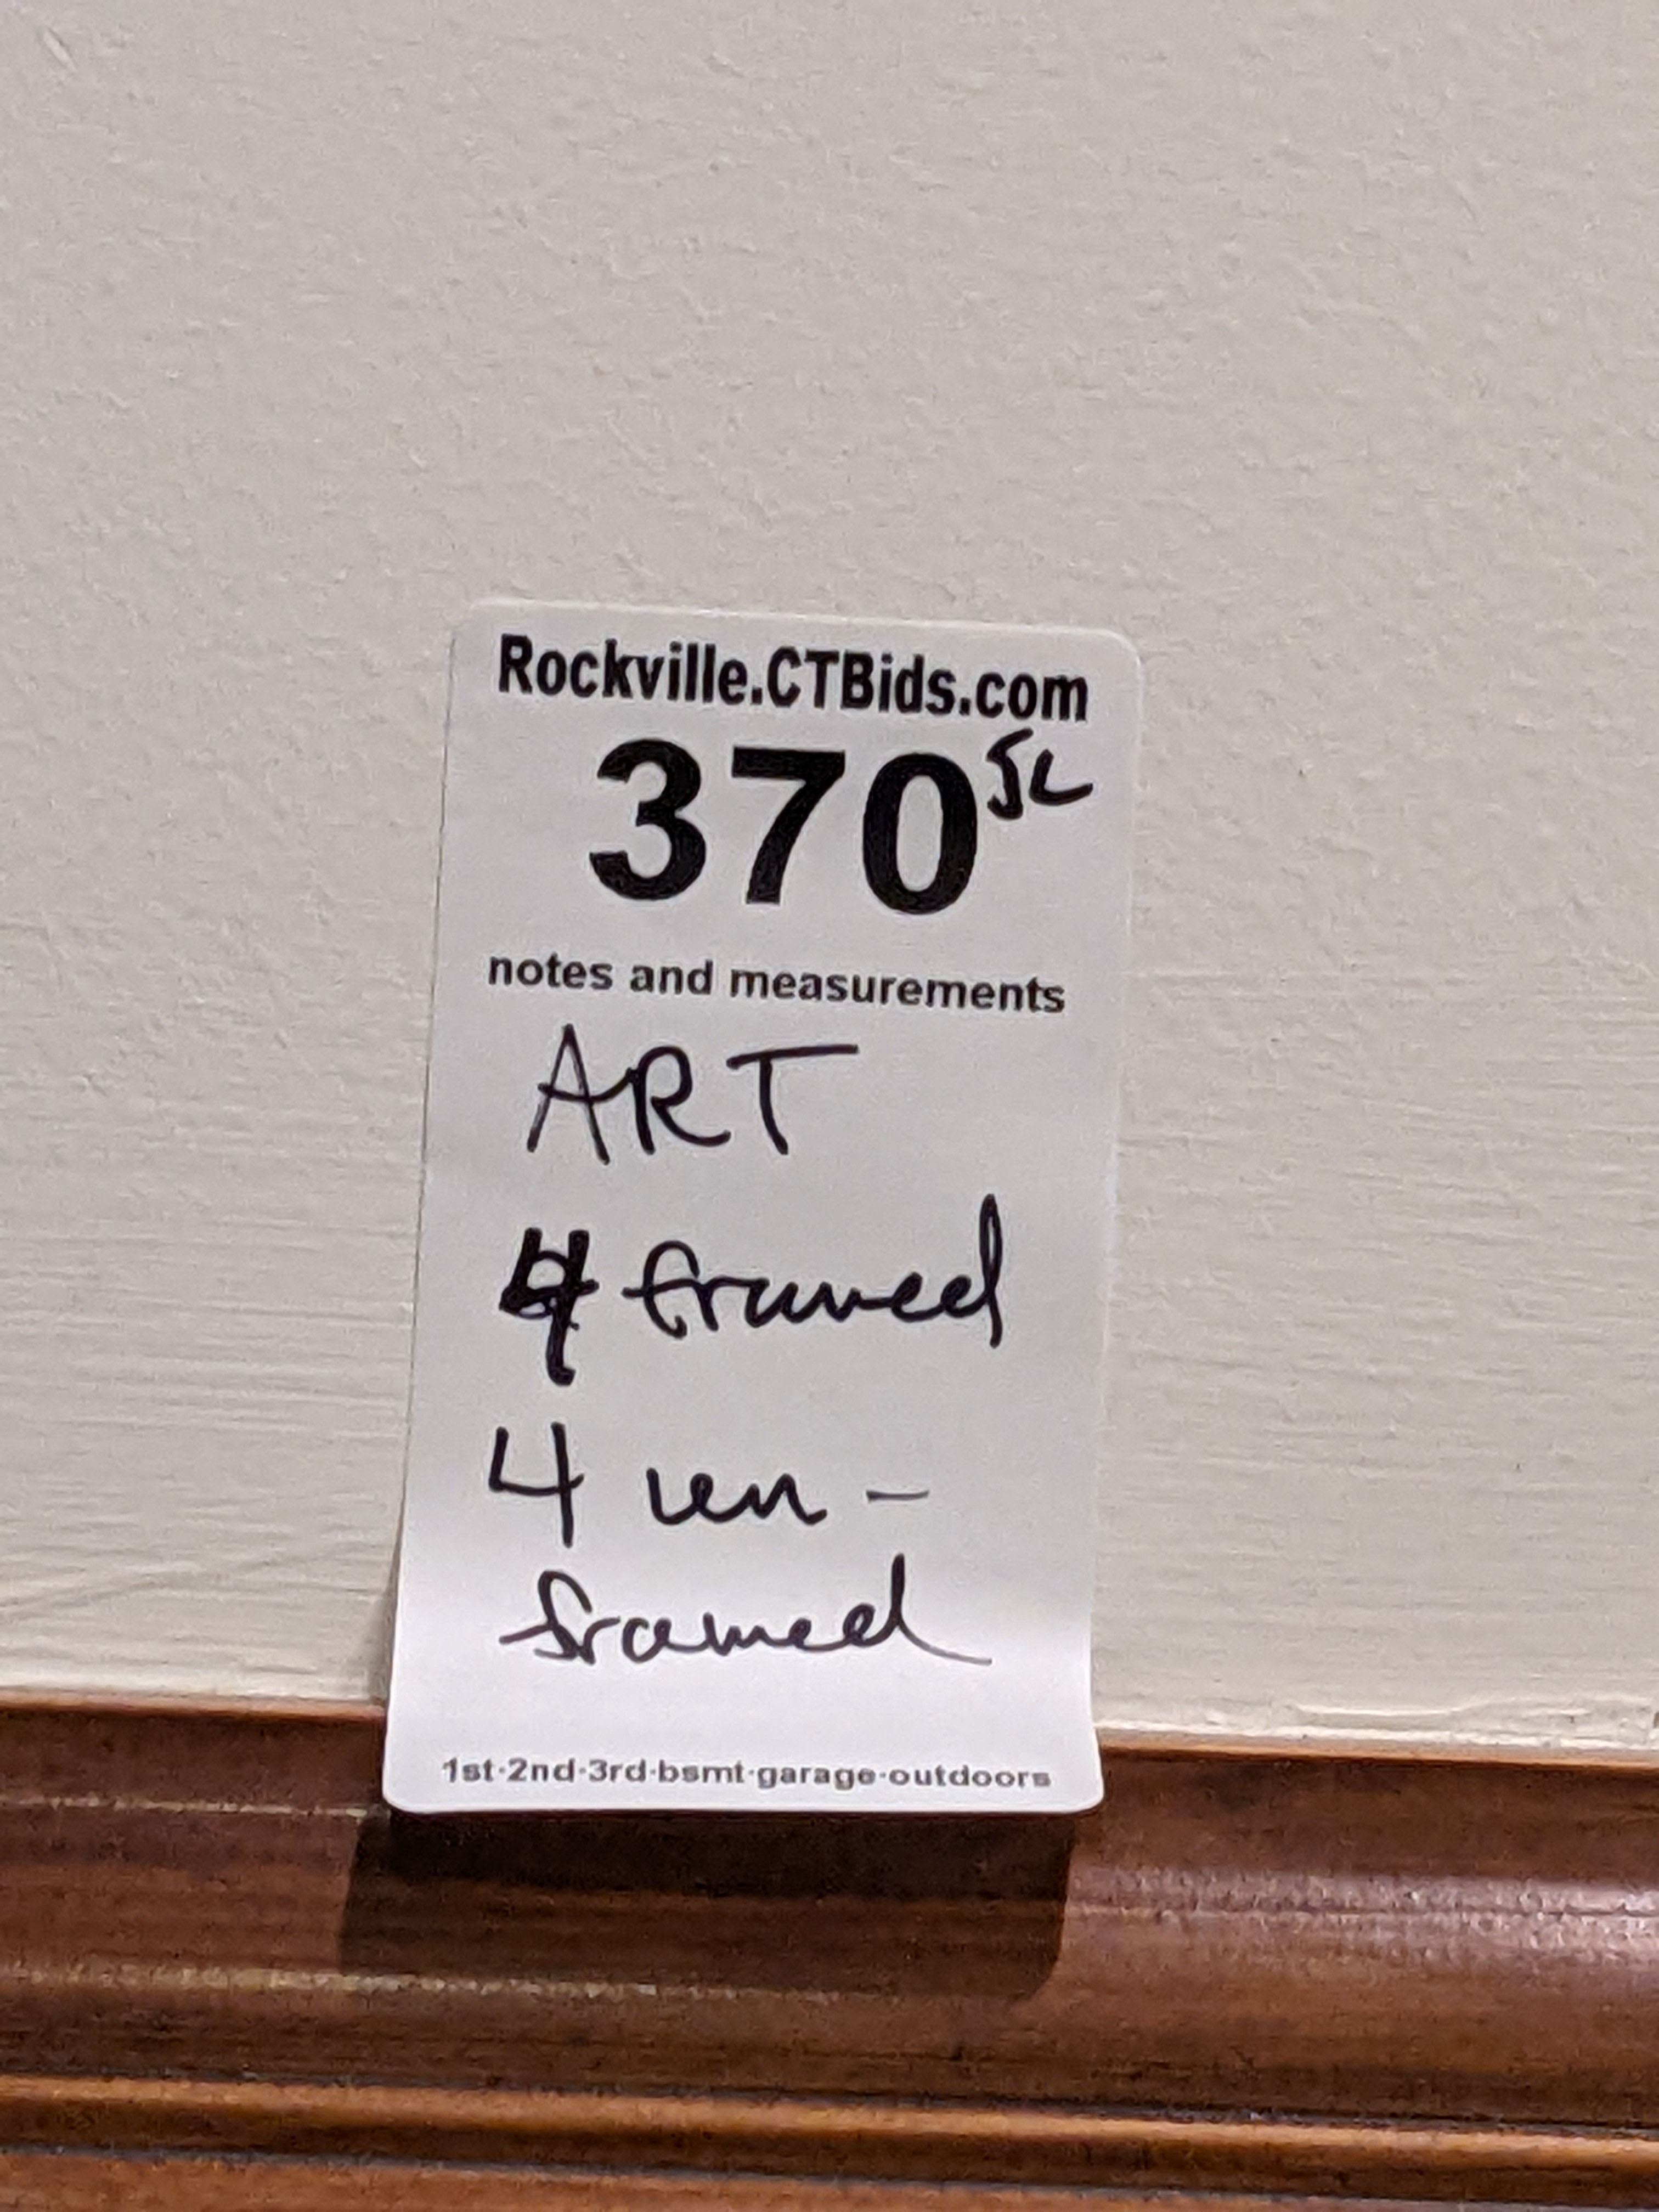 Rockville.CTBids.com
370 JL
notes and measurements
ART
4 framed
4 un-
framed
1st·2nd·3rd·bsmt·garage·outdoors